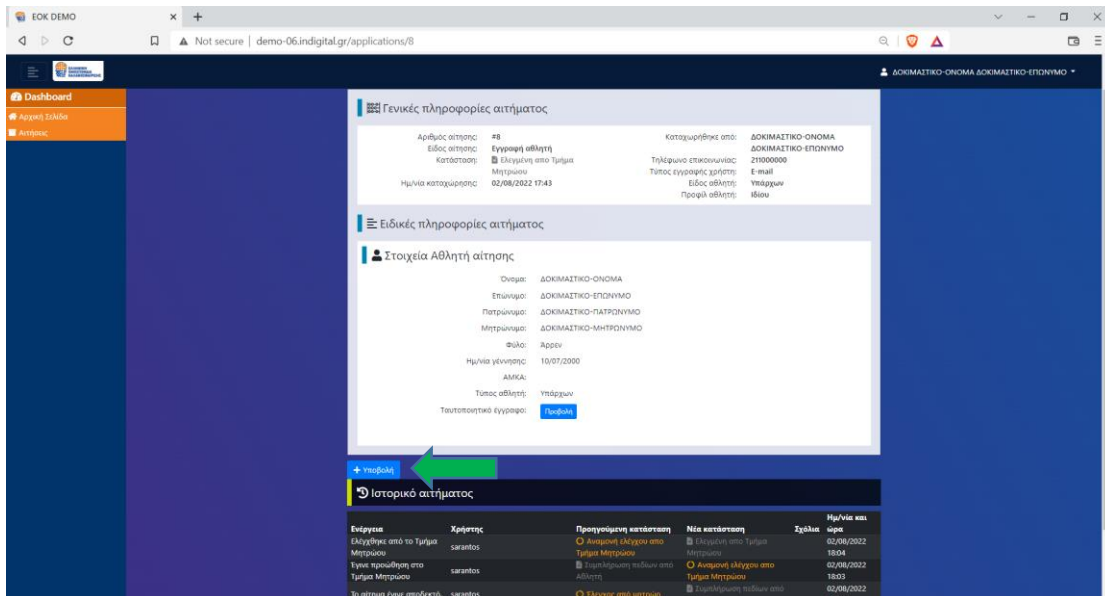 EOK DEMO
Not secure | demo-06.indigital.gr/applications/8
ΔΟΚΙΜΑΣΤΙΚΟ-ΟΝΟΜΑ ΔΟΚΙΜΑΣΤΙΚΟ-ΕΠΩΝΥΜΟ
Dashboard
Αρχική Σελίδα
Αιτήσεις
Γενικές πληροφορίες αιτήματος
Αριθμός αίτησης: #8
Είδος αίτησης: Εγγραφή αθλητή
Κατάσταση: Ελεγμένη απο Τμήμα
Μητρώου
Ημ/νία καταχώρησης: 02/08/2022 17:43
Καταχωρήθηκε από: ΔΟΚΙΜΑΣΤΙΚΟ-ΟΝΟΜΑ
ΔΟΚΙΜΑΣΤΙΚΟ-ΕΠΩΝΥΜΟ
Τηλέφωνο επικοινωνίας: 211000000
Τύπος εγγραφής χρήστη: E-mail
Είδος αθλητή: Υπάρχων
Προφίλ αθλητή: Ιδίου
Ειδικές πληροφορίες αιτήματος
Στοιχεία Αθλητή αίτησης
Όνομα: ΔΟΚΙΜΑΣΤΙΚΟ-ΟΝΟΜΑ
Επώνυμο: ΔΟΚΙΜΑΣΤΙΚΟ-ΕΠΩΝΥΜΟ
Πατρώνυμο: ΔΟΚΙΜΑΣΤΙΚΟ-ΠΑΤΡΩΝΥΜΟ
Μητρώνυμο: ΔΟΚΙΜΑΣΤΙΚΟ-ΜΗΤΡΩΝΥΜΟ
Φύλο: Άρρεν
Ημ/νία γέννησης: 10/07/2000
ΑΜΚΑ:
Τύπος αθλητή: Υπάρχων
Ταυτοποιητικό έγγραφο: Προβολή
+ Υποβολή
Ιστορικό αιτήματος
Ενέργεια Χρήστης Προηγούμενη κατάσταση Νέα κατάσταση Σχόλια Ημ/νία και ώρα
Ελέγχθηκε από το Τμήμα Μητρώου sarantos Αναμονή ελέγχου απο Τμήμα Μητρώου Ελεγμένη απο Τμήμα Μητρώου 02/08/2022 18:04
Έγινε προώθηση στο Τμήμα Μητρώου sarantos Συμπλήρωση πεδίων από Αθλητή Αναμονή ελέγχου απο Τμήμα Μητρώου 02/08/2022 18:03
Το αίτημα έγινε αποδεκτό sarantos Έλεγχος από μητρώο Συμπλήρωση πεδίων από 02/08/2022